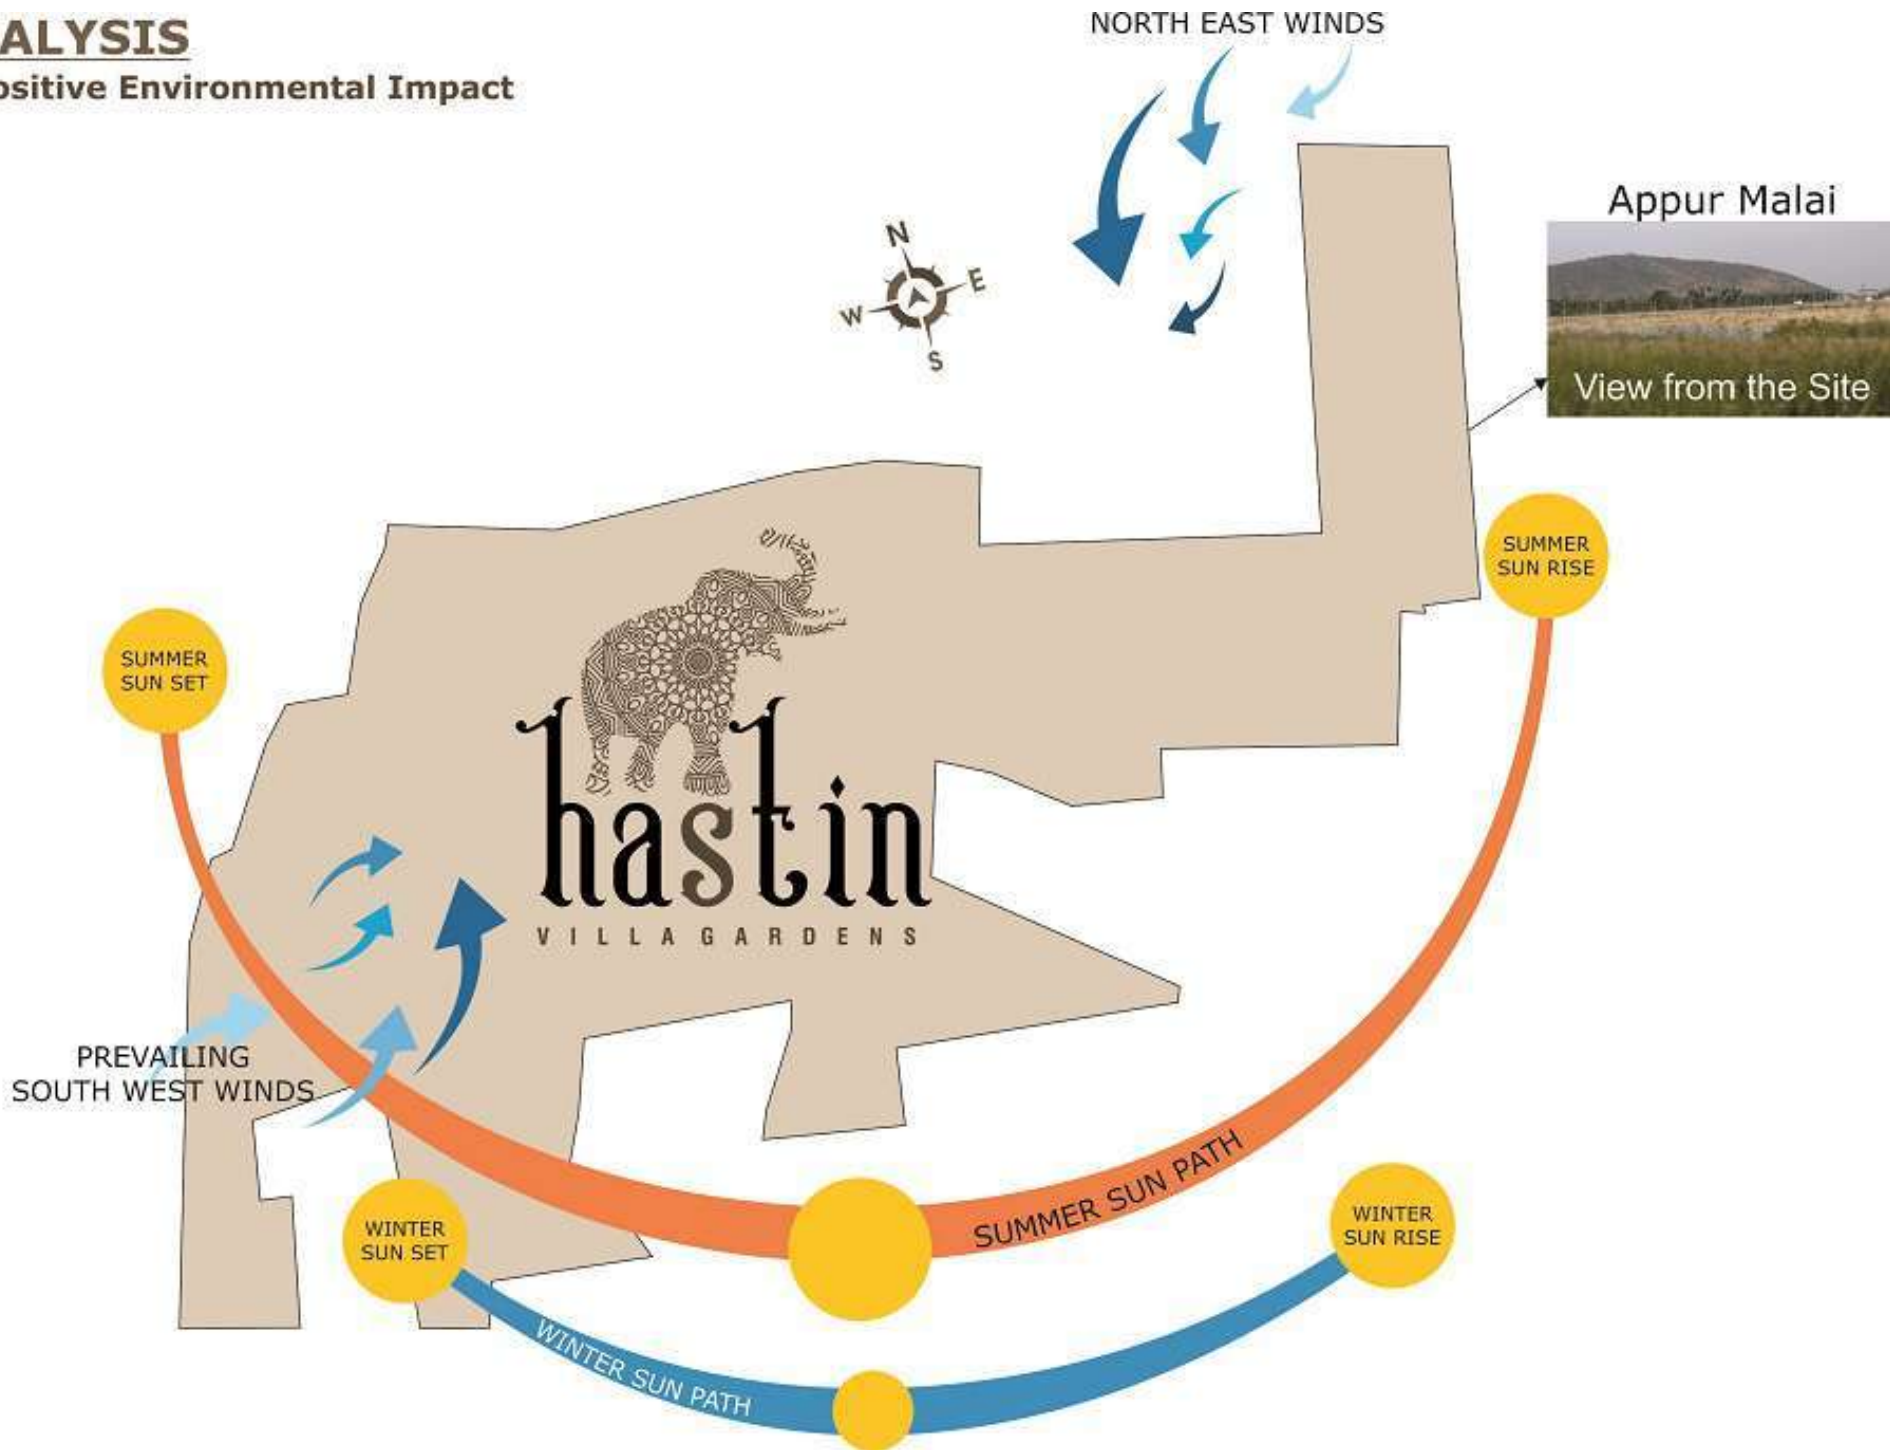 ALYSIS
ositive Environmental Impact
NORTH EAST WINDS
Appur Malai
View from the Site
N
E
W
S
SUMMER
SUN RISE
SUMMER
SUN SET
hastin
VILLA GARDENS
PREVAILING
SOUTH WEST WINDS
SUMMER SUN PATH
WINTER
SUN RISE
WINTER
SUN SET
WINTER SUN PATH